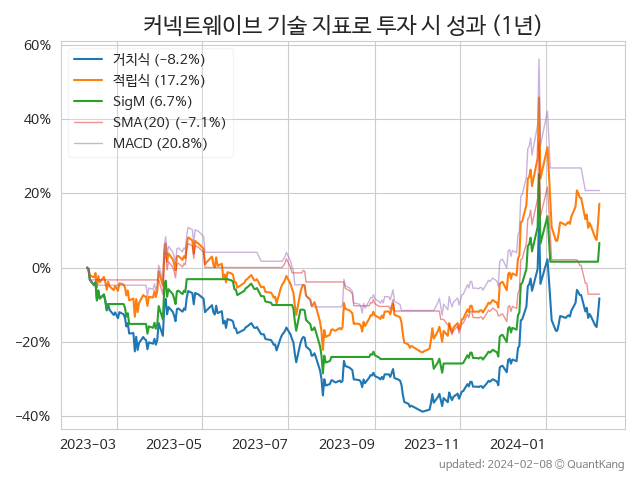 커넥트웨이브 기술 지표로 투자 시 성과 (1년)
60%
40%
20%
0%
−20%
−40%
거치식 (−8.2%)
적립식 (17.2%)
SigM (6.7%)
SMA(20) (−7.1%)
MACD (20.8%)
2023-03 2023-05 2023-07 2023-09 2023-11 2024-01
updated: 2024-02-08 ⓒ QuantKang